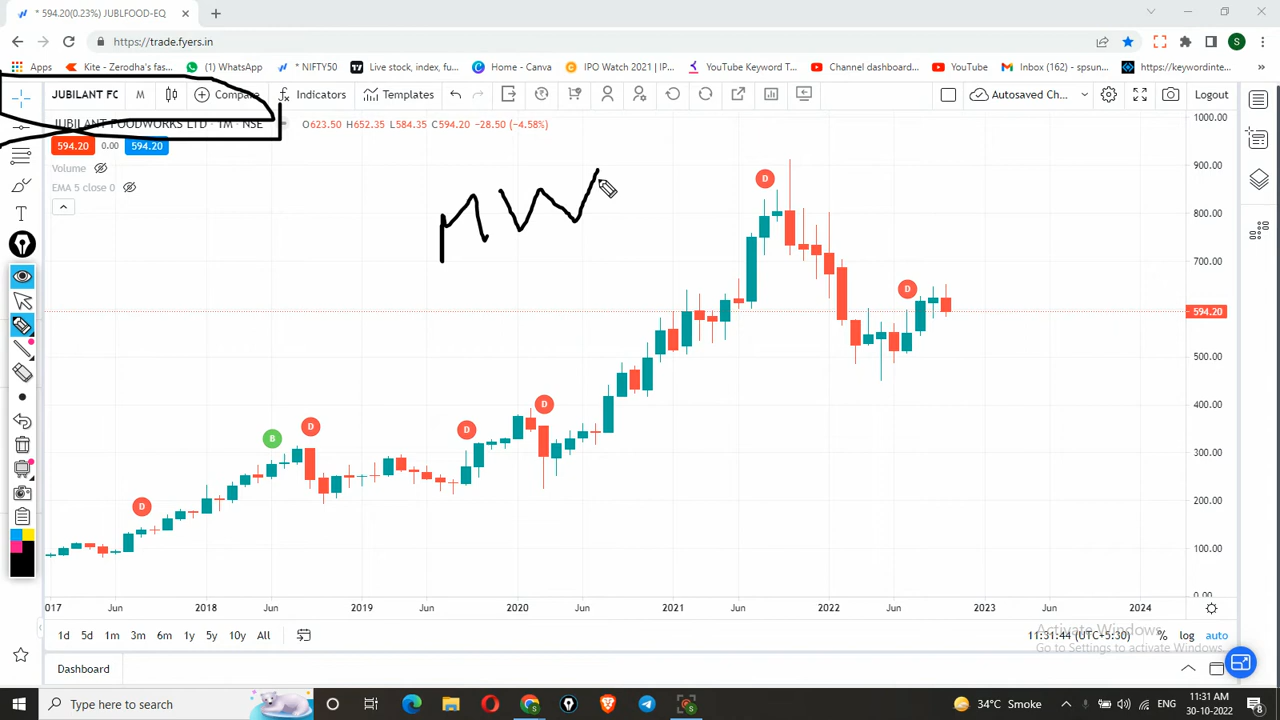 * 594.20(0.23%) JUBLFOOD-EQ
https://trade.fyers.in
S
Apps
Kite - Zerodha's fas...
(1) WhatsApp
* NIFTY50
Live stock, index, f...
Home - Canva
IPO Watch 2021 | IP...
YouTube Keyword T...
Channel dashboard...
YouTube
Inbox (162) - spsun...
https://keywordinte...
JUBILANT FO
M
Compare
Indicators
Templates
Autosaved Ch...
Logout
JUBILANT FOODWORKS LTD · 1M · NSE
O623.50 H652.35 L584.35 C594.20 −28.50 (−4.58%)
594.20 0.00 594.20
Volume
EMA 5 close 0
M W
1000.00
900.00
800.00
700.00
594.20
500.00
400.00
300.00
200.00
100.00
0.00
D
D
D
D
B
D
D
2017 Jun 2018 Jun 2019 Jun 2020 Jun 2021 Jun 2022 Jun 2023 Jun 2024
1d 5d 1m 3m 6m 1y 5y 10y All
11:31:44 (UTC+5:30) % log auto
Activate Windows
Go to Settings to activate Windows.
Dashboard
Type here to search
34°C Smoke
ENG
11:31 AM
30-10-2022
8